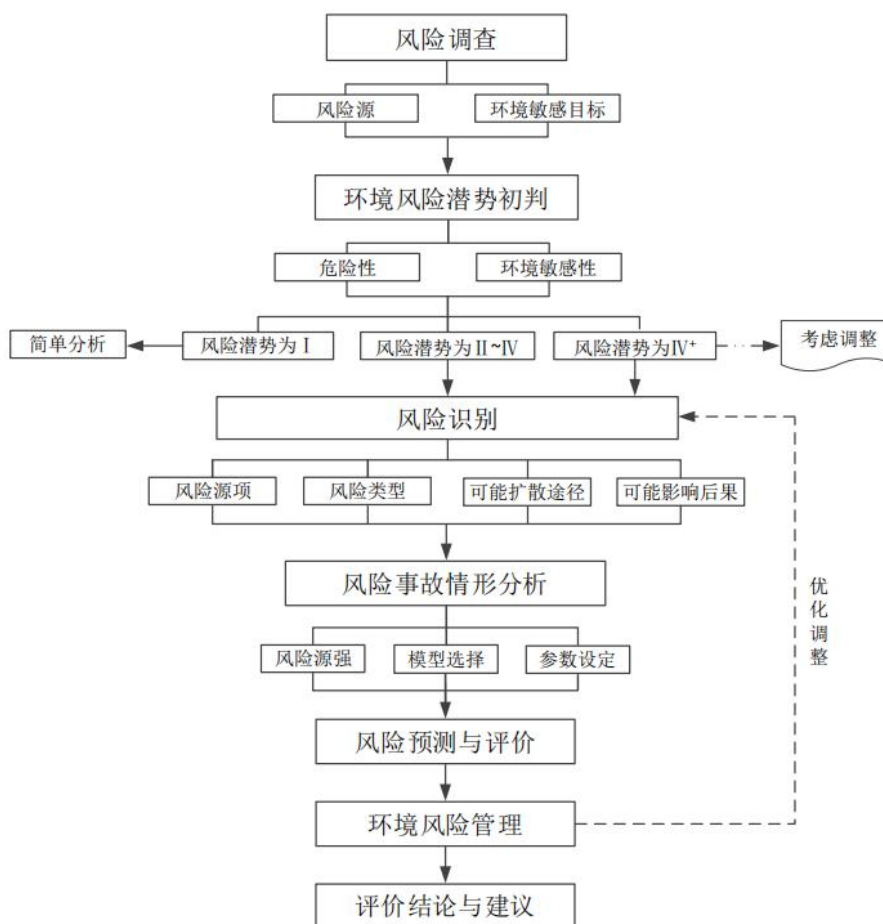 风险调查
风险源
环境敏感目标
环境风险潜势初判
危险性
环境敏感性
简单分析
风险潜势为Ⅰ
风险潜势为Ⅱ~Ⅳ
风险潜势为Ⅳ⁺
考虑调整
风险识别
风险源项
风险类型
可能扩散途径
可能影响后果
风险事故情形分析
优化调整
风险源强
模型选择
参数设定
风险预测与评价
环境风险管理
评价结论与建议